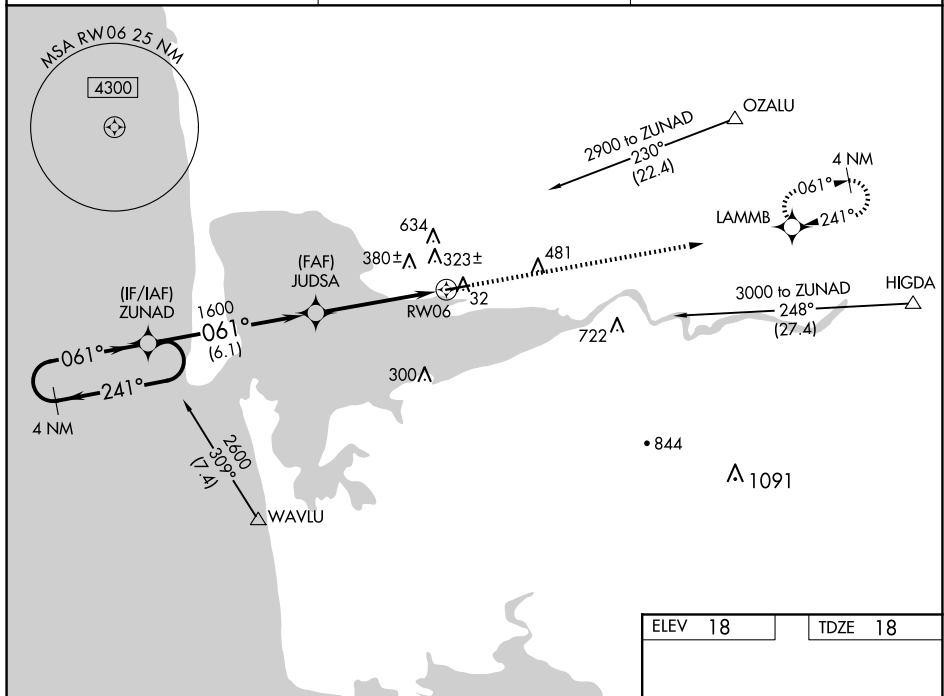 MSA RW06 25 NM
4300
OZALU
2900 to ZUNAD
230°
(22.4)
4 NM
061°
241°
LAMMB
634
380±
323±
481
(FAF)
JUDSA
32
RW06
HIGDA
3000 to ZUNAD
248°
(27.4)
(IF/IAF)
ZUNAD
1600
061°
(6.1)
722
061°
241°
4 NM
300
2600
309°
(7.4)
844
1091
WAVLU
ELEV 18
TDZE 18